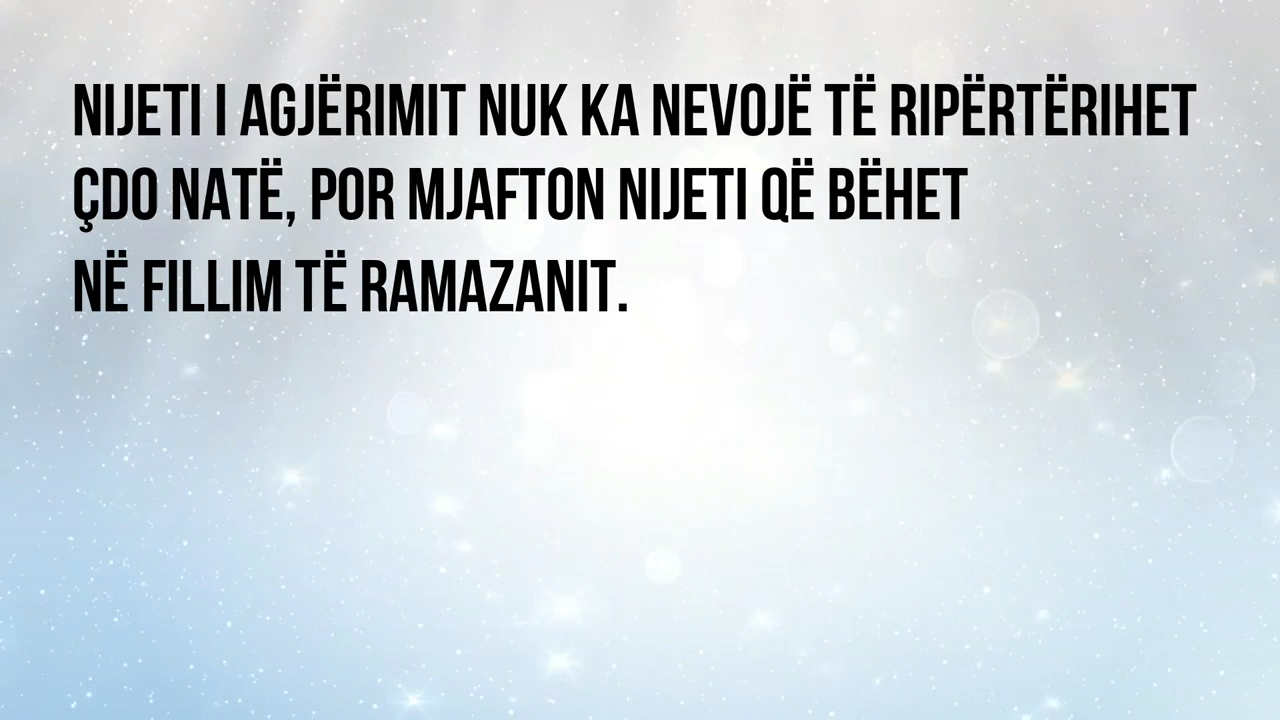 NIJETI I AGJËRIMIT NUK KA NEVOJË TË RIPËRTËRIHET
ÇDO NATË, POR MJAFTON NIJETI QË BËHET
NË FILLIM TË RAMAZANIT.